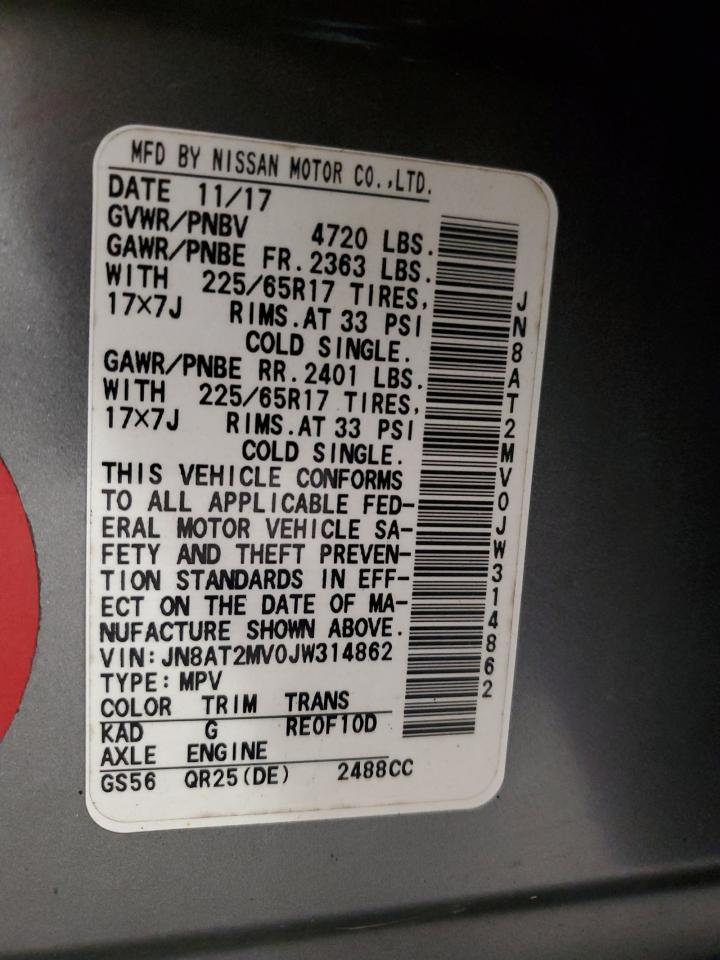 MFD BY NISSAN MOTOR CO.,LTD.
DATE 11/17
GVWR/PNBV 4720 LBS.
GAWR/PNBE FR.2363 LBS.
WITH 225/65R17 TIRES,
17X7J RIMS.AT 33 PSI
COLD SINGLE.
GAWR/PNBE RR.2401 LBS.
WITH 225/65R17 TIRES,
17X7J RIMS.AT 33 PSI
COLD SINGLE.
THIS VEHICLE CONFORMS
TO ALL APPLICABLE FED-
ERAL MOTOR VEHICLE SA-
FETY AND THEFT PREVEN-
TION STANDARDS IN EFF-
ECT ON THE DATE OF MA-
NUFACTURE SHOWN ABOVE.
VIN:JN8AT2MV0JW314862
TYPE:MPV
COLOR TRIM TRANS
KAD G RE0F10D
AXLE ENGINE
GS56 QR25(DE) 2488CC
JN8AT2MV0JW314862